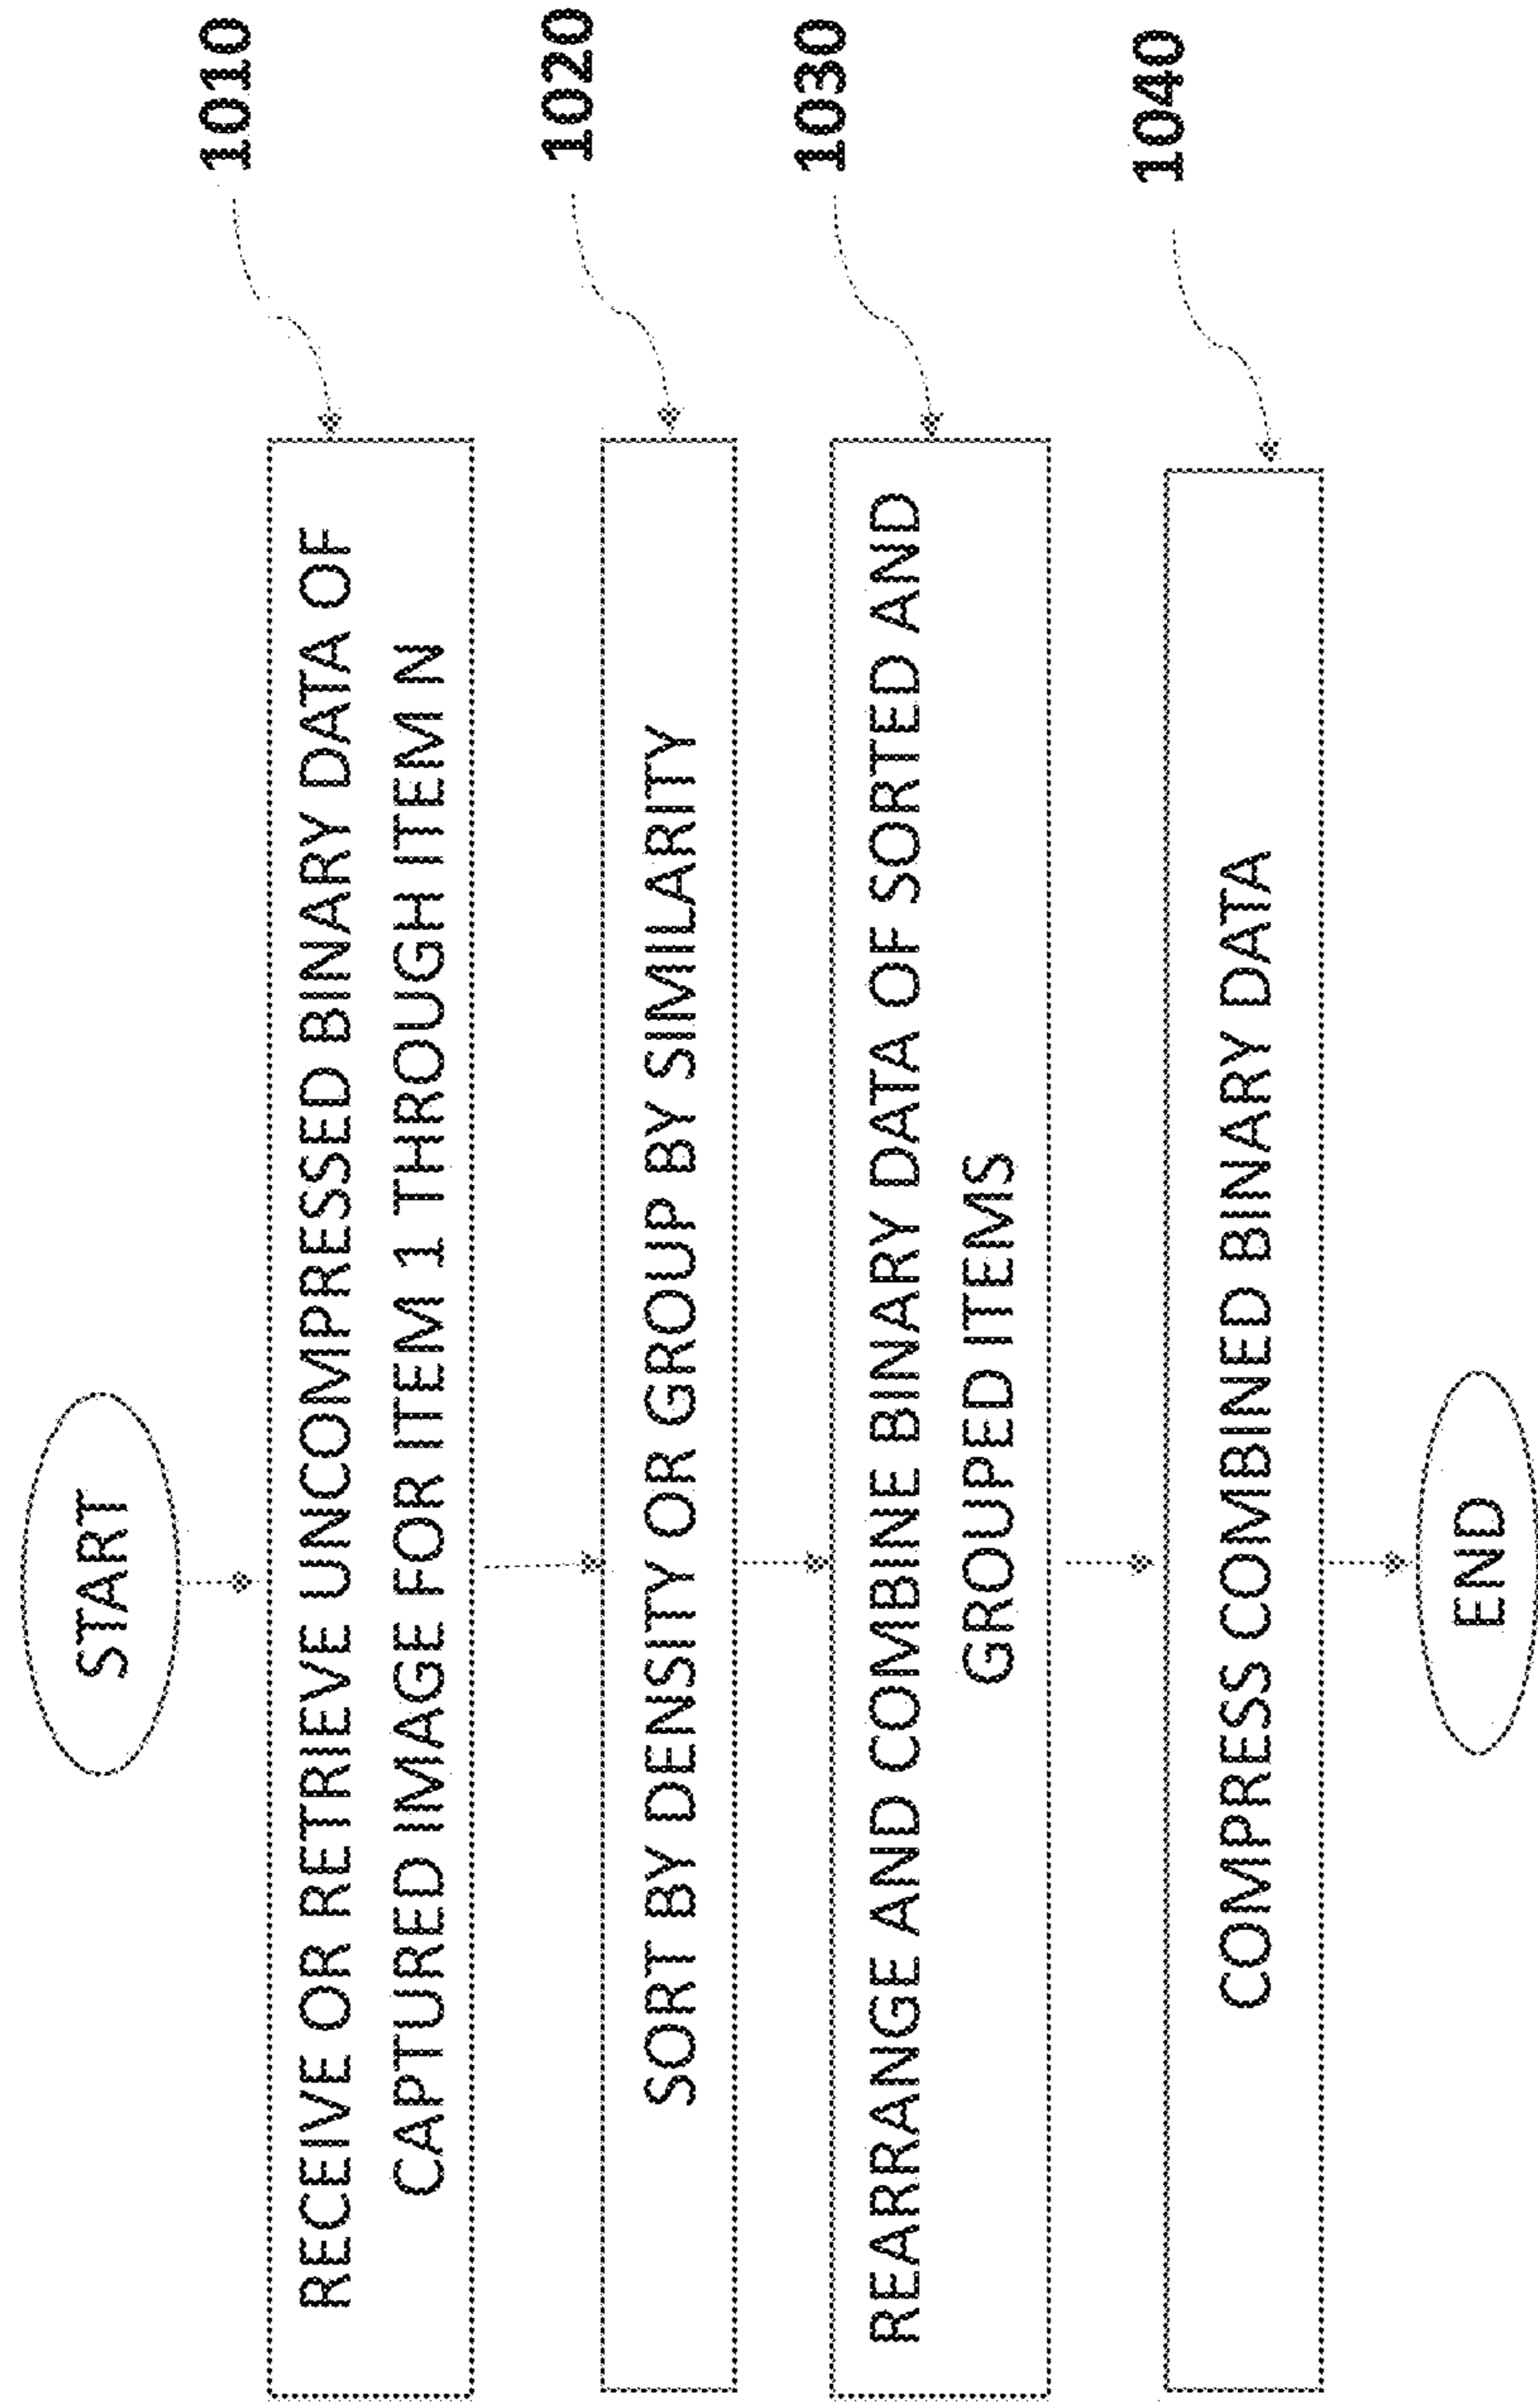 START
1010
RECEIVE OR RETRIEVE UNCOMPRESSED BINARY DATA OF
CAPTURED IMAGE FOR ITEM 1 THROUGH ITEM N
1020
SORT BY DENSITY OR GROUP BY SIMILARITY
1030
REARRANGE AND COMBINE BINARY DATA OF SORTED AND
GROUPED ITEMS
1040
COMPRESS COMBINED BINARY DATA
END